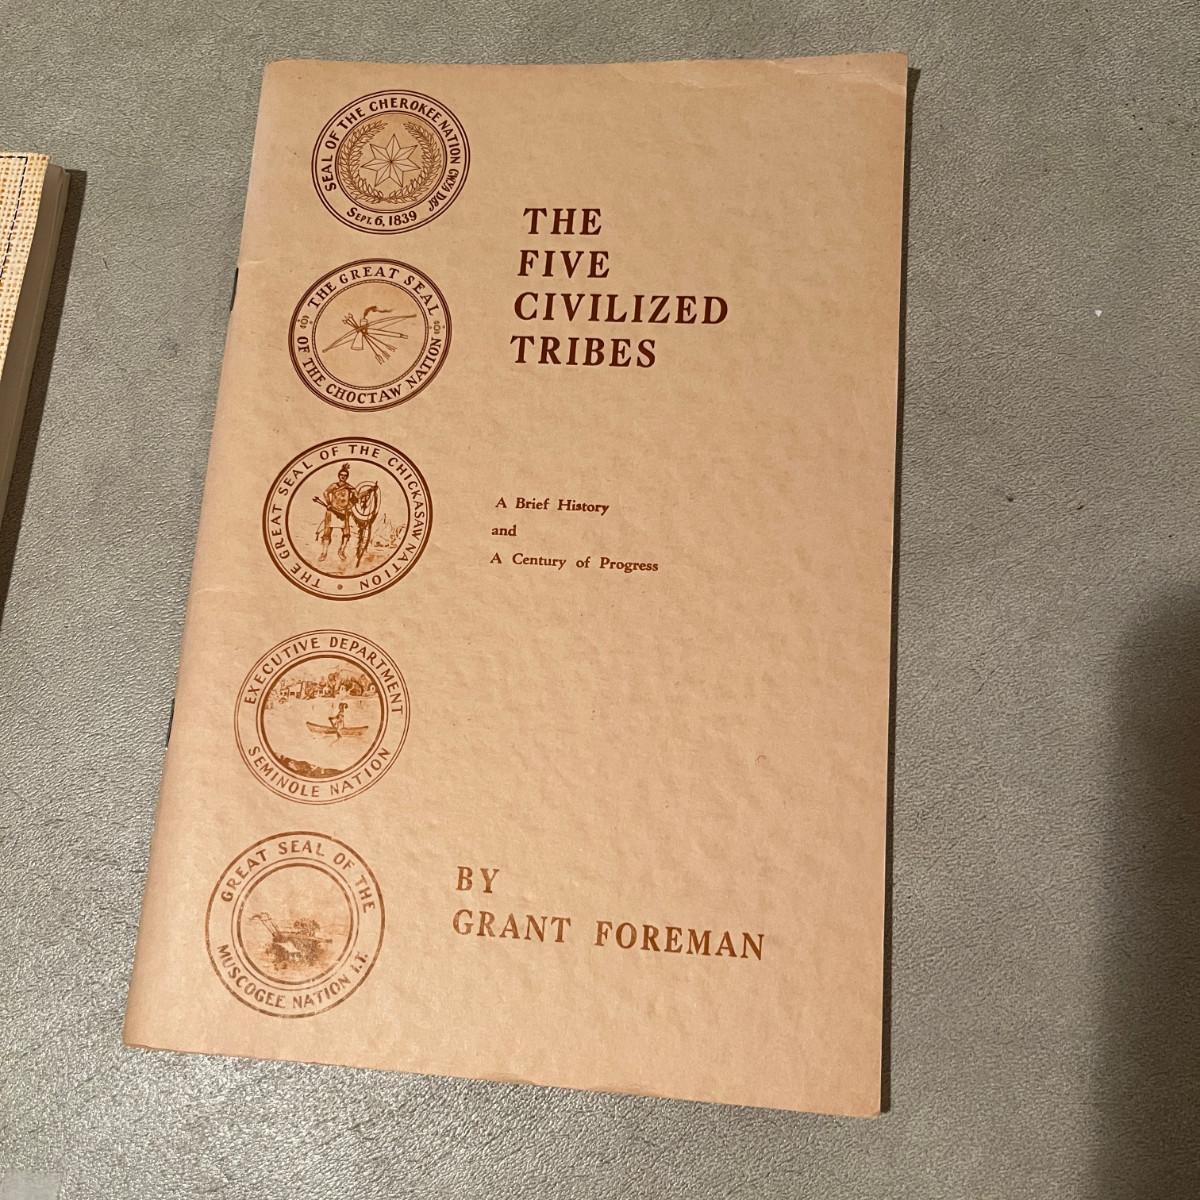 SEAL OF THE CHEROKEE NATION
SEPT. 6, 1839
THE GREAT SEAL
OF THE CHOCTAW NATION
THE GREAT SEAL OF THE CHICKASAW NATION
EXECUTIVE DEPARTMENT
SEMINOLE NATION
GREAT SEAL OF THE
MUSCOGEE NATION I.T.
THE
FIVE
CIVILIZED
TRIBES
A Brief History
and
A Century of Progress
BY
GRANT FOREMAN